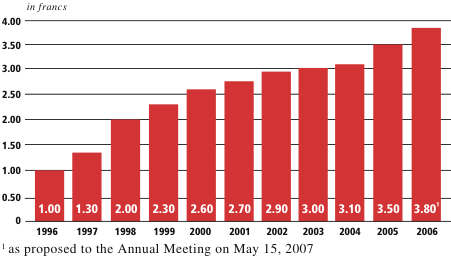 in francs
4.00
3.50
3.00
2.50
2.00
1.50
1.00
0.50
0
1.00 1.30 2.00 2.30 2.60 2.70 2.90 3.00 3.10 3.50 3.80¹
1996 1997 1998 1999 2000 2001 2002 2003 2004 2005 2006
¹ as proposed to the Annual Meeting on May 15, 2007